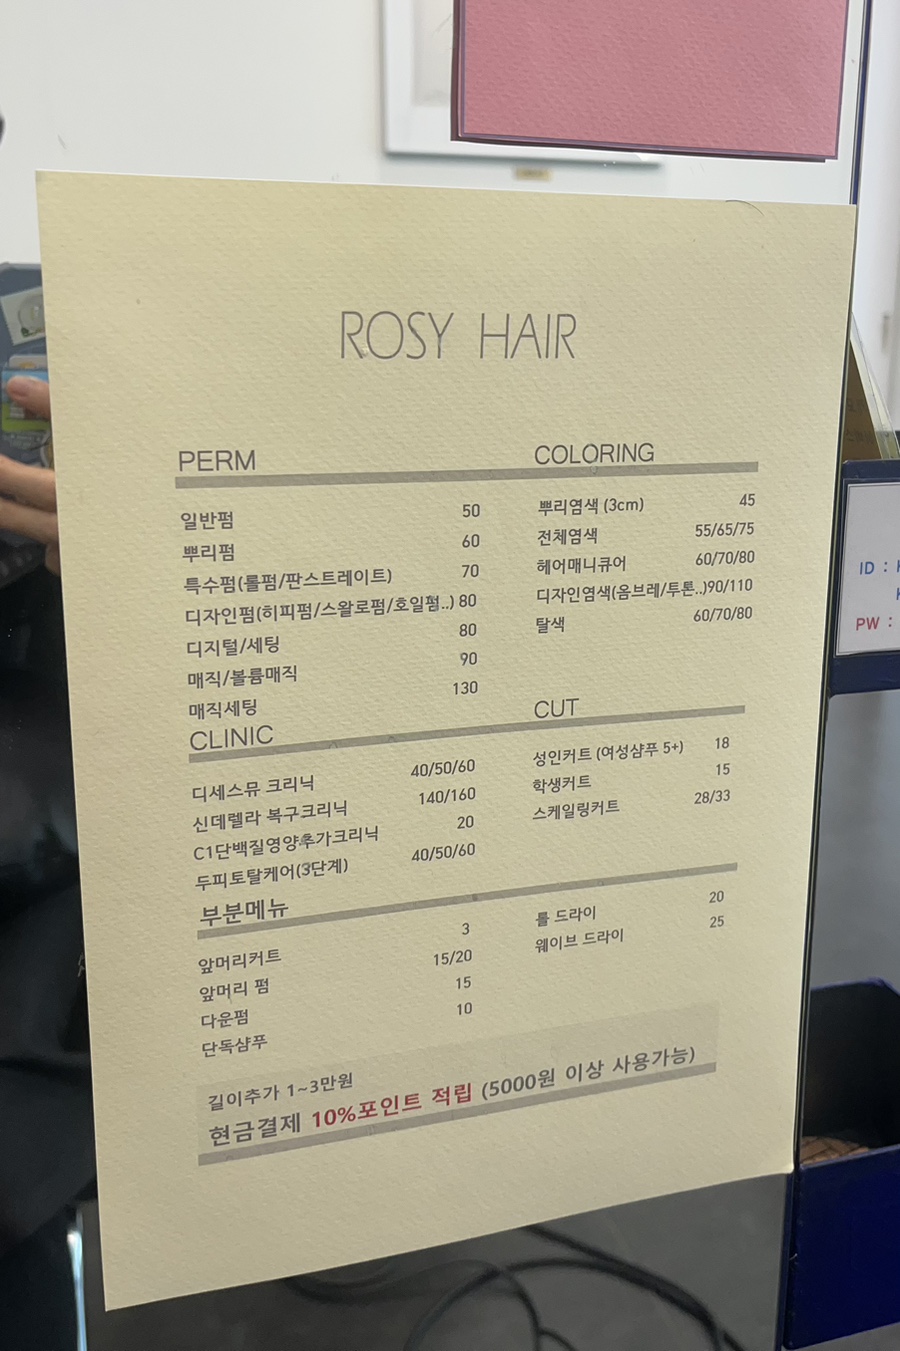 ROSY HAIR
PERM
일반펌 50
뿌리펌 60
특수펌(롤펌/판스트레이트) 70
디자인펌(히피펌/스왈로펌/호일펌..) 80
디지털/세팅 80
매직/볼륨매직 90
매직세팅 130
COLORING
뿌리염색 (3cm) 45
전체염색 55/65/75
헤어매니큐어 60/70/80
디자인염색(옴브레/투톤..)90/110
탈색 60/70/80
CLINIC
디세스뮤 크리닉 40/50/60
신데렐라 복구크리닉 140/160
C1단백질영양추가크리닉 20
두피토탈케어(3단계) 40/50/60
CUT
성인커트 (여성샴푸 5+) 18
학생커트 15
스케일링커트 28/33
부분메뉴
앞머리커트 3
앞머리 펌 15/20
다운펌 15
단독샴푸 10
롤 드라이 20
웨이브 드라이 25
길이추가 1~3만원
현금결제 10%포인트 적립 (5000원 이상 사용가능)
ID :
PW :